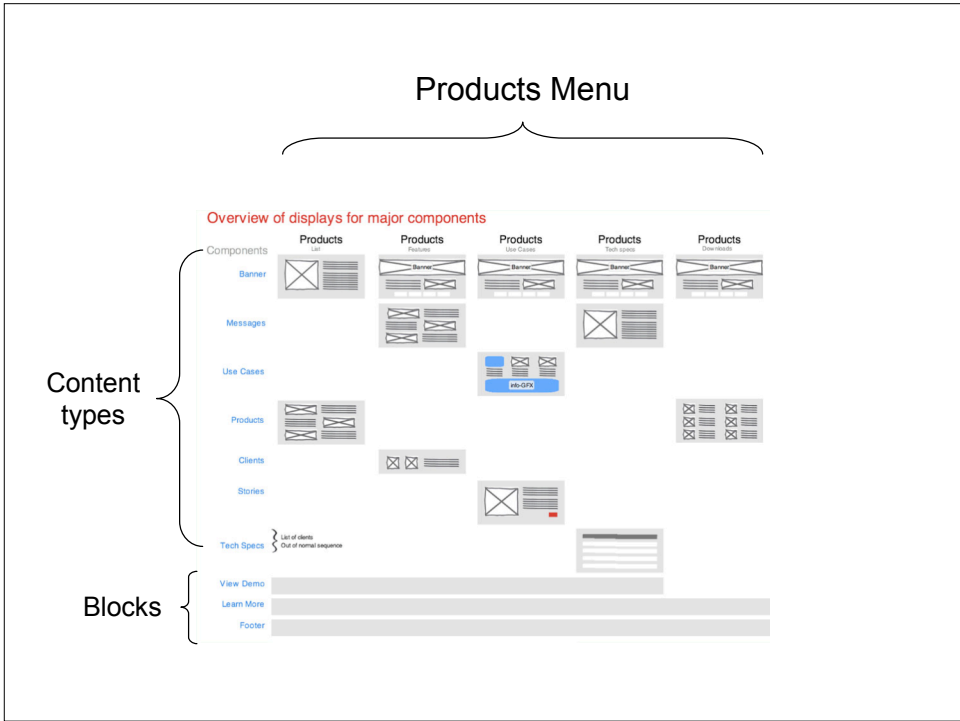 Products Menu
Overview of displays for major components
Components
Products
List
Products
Features
Products
Use Cases
Products
Tech specs
Products
Downloads
Banner
Banner
Banner
Banner
Banner
Messages
Use Cases
info-GFX
Content
types
Products
Clients
Stories
Tech Specs
List of clients
Out of normal sequence
Blocks
View Demo
Learn More
Footer